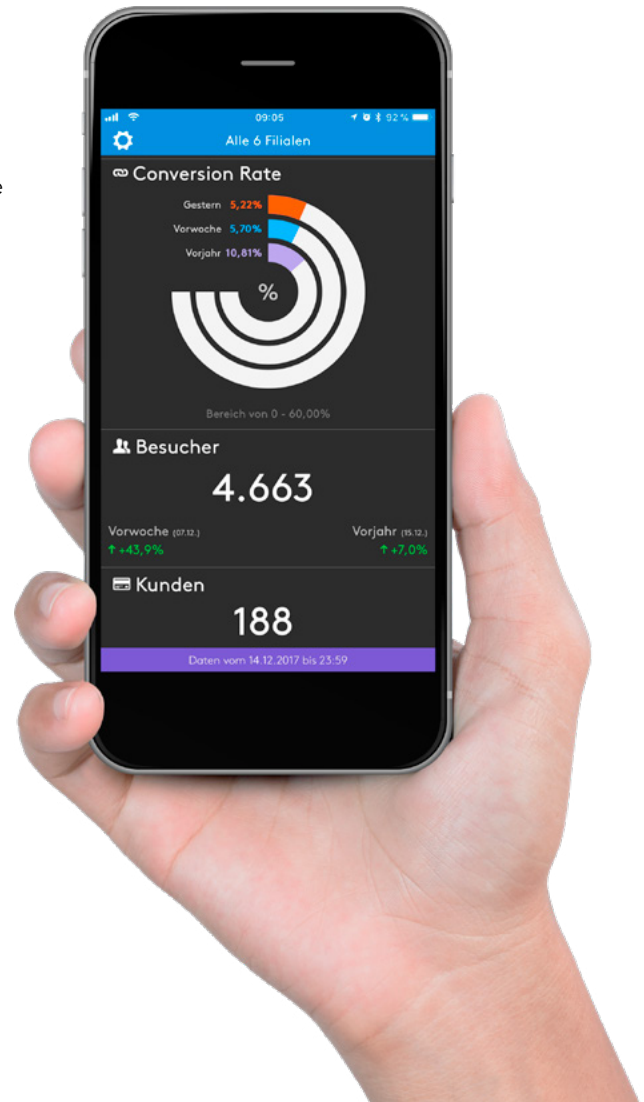 09:05 92 %
Alle 6 Filialen
e
Conversion Rate
Gestern 5,22%
Vorwoche 5,70%
Vorjahr 10,81%
%
Bereich von 0 - 60,00%
Besucher
4.663
Vorwoche (07.12.) Vorjahr (15.12.)
↑ +43,9% ↑ +7,0%
Kunden
188
Daten vom 14.12.2017 bis 23:59